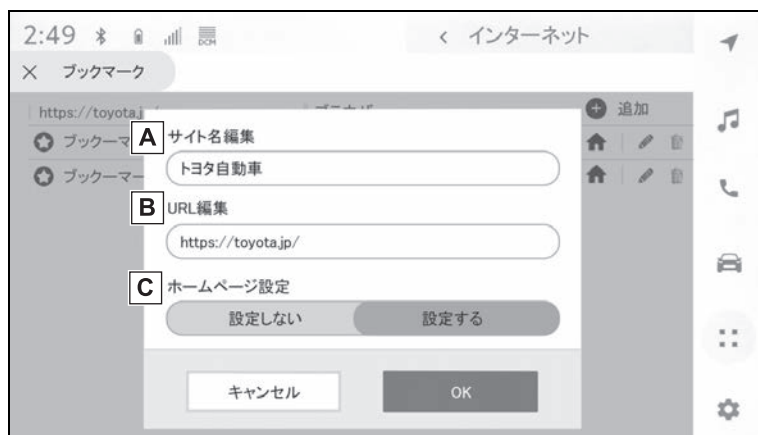 2:49 DCM < インターネット
× ブックマーク
https://toyota.j
追加
ブックマ
ブックマー
A サイト名編集
トヨタ自動車
B URL編集
https://toyota.jp/
C ホームページ設定
設定しない 設定する
キャンセル OK